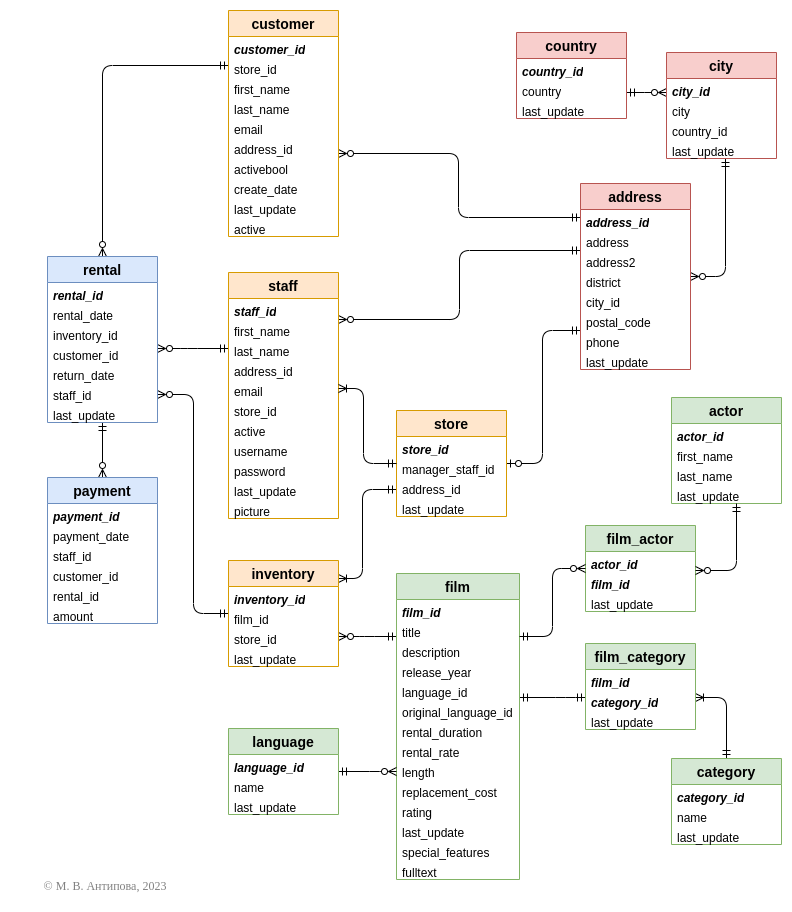 customer
customer_id
store_id
first_name
last_name
email
address_id
activebool
create_date
last_update
active
country
country_id
country
last_update
city
city_id
city
country_id
last_update
address
address_id
address
address2
district
city_id
postal_code
phone
last_update
rental
rental_id
rental_date
inventory_id
customer_id
return_date
staff_id
last_update
staff
staff_id
first_name
last_name
address_id
email
store_id
active
username
password
last_update
picture
store
store_id
manager_staff_id
address_id
last_update
actor
actor_id
first_name
last_name
last_update
payment
payment_id
payment_date
staff_id
customer_id
rental_id
amount
inventory
inventory_id
film_id
store_id
last_update
film
film_id
title
description
release_year
language_id
original_language_id
rental_duration
rental_rate
length
replacement_cost
rating
last_update
special_features
fulltext
film_actor
actor_id
film_id
last_update
film_category
film_id
category_id
last_update
language
language_id
name
last_update
category
category_id
name
last_update
© М. В. Антипова, 2023